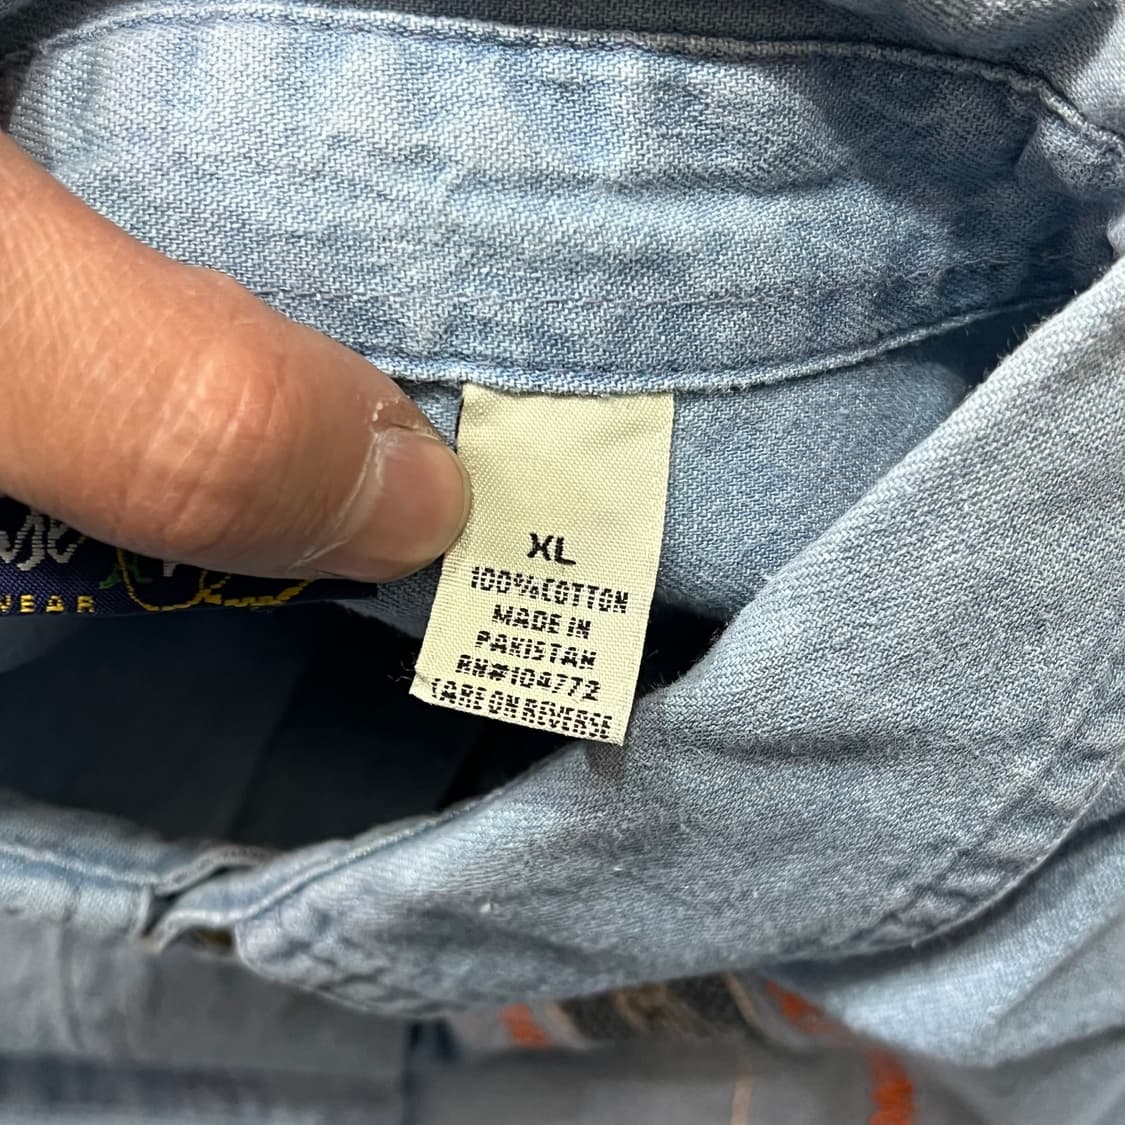 XL
100%COTTON
MADE IN
PAKISTAN
RN#104772
CARE ON REVERSE